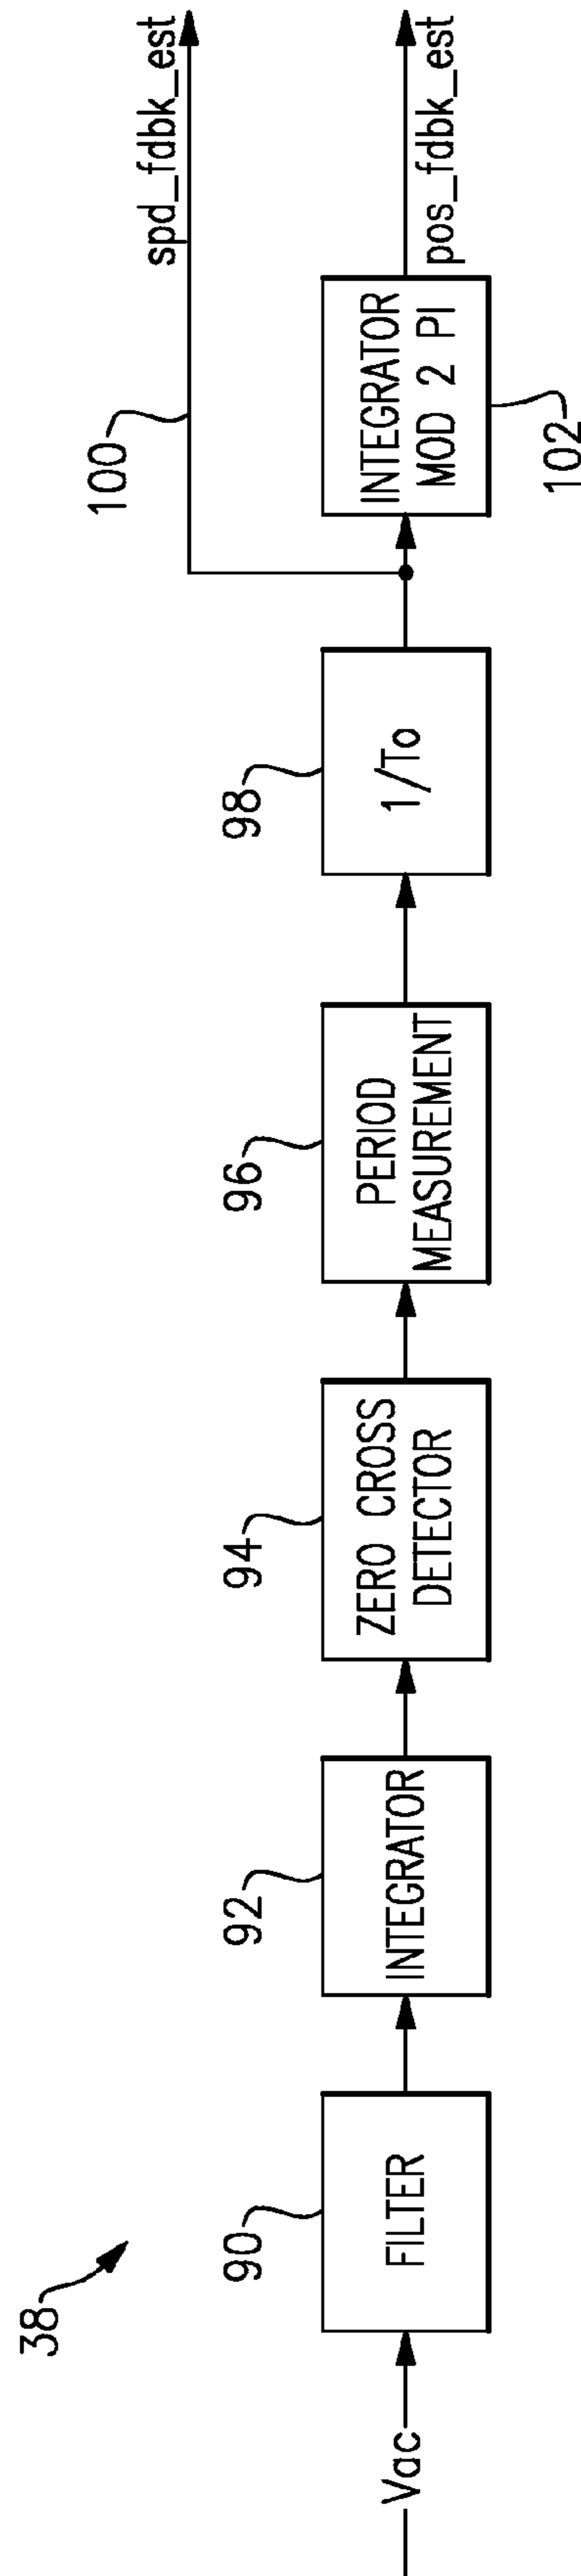 38
Vac
90
FILTER
92
INTEGRATOR
94
ZERO CROSS
DETECTOR
96
PERIOD
MEASUREMENT
98
1/To
100
spd_fdbk_est
INTEGRATOR
MOD 2 PI
102
pos_fdbk_est